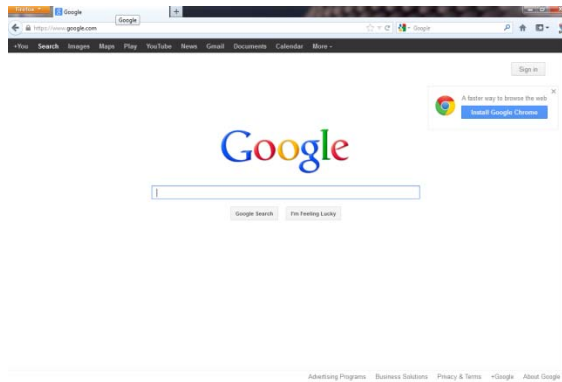 Firefox
Google
Google
https://www.google.com
Google
+You Search Images Maps Play YouTube News Gmail Documents Calendar More
Sign in
A faster way to browse the web
Install Google Chrome
Google
Google Search I'm Feeling Lucky
Advertising Programs Business Solutions Privacy & Terms +Google About Google